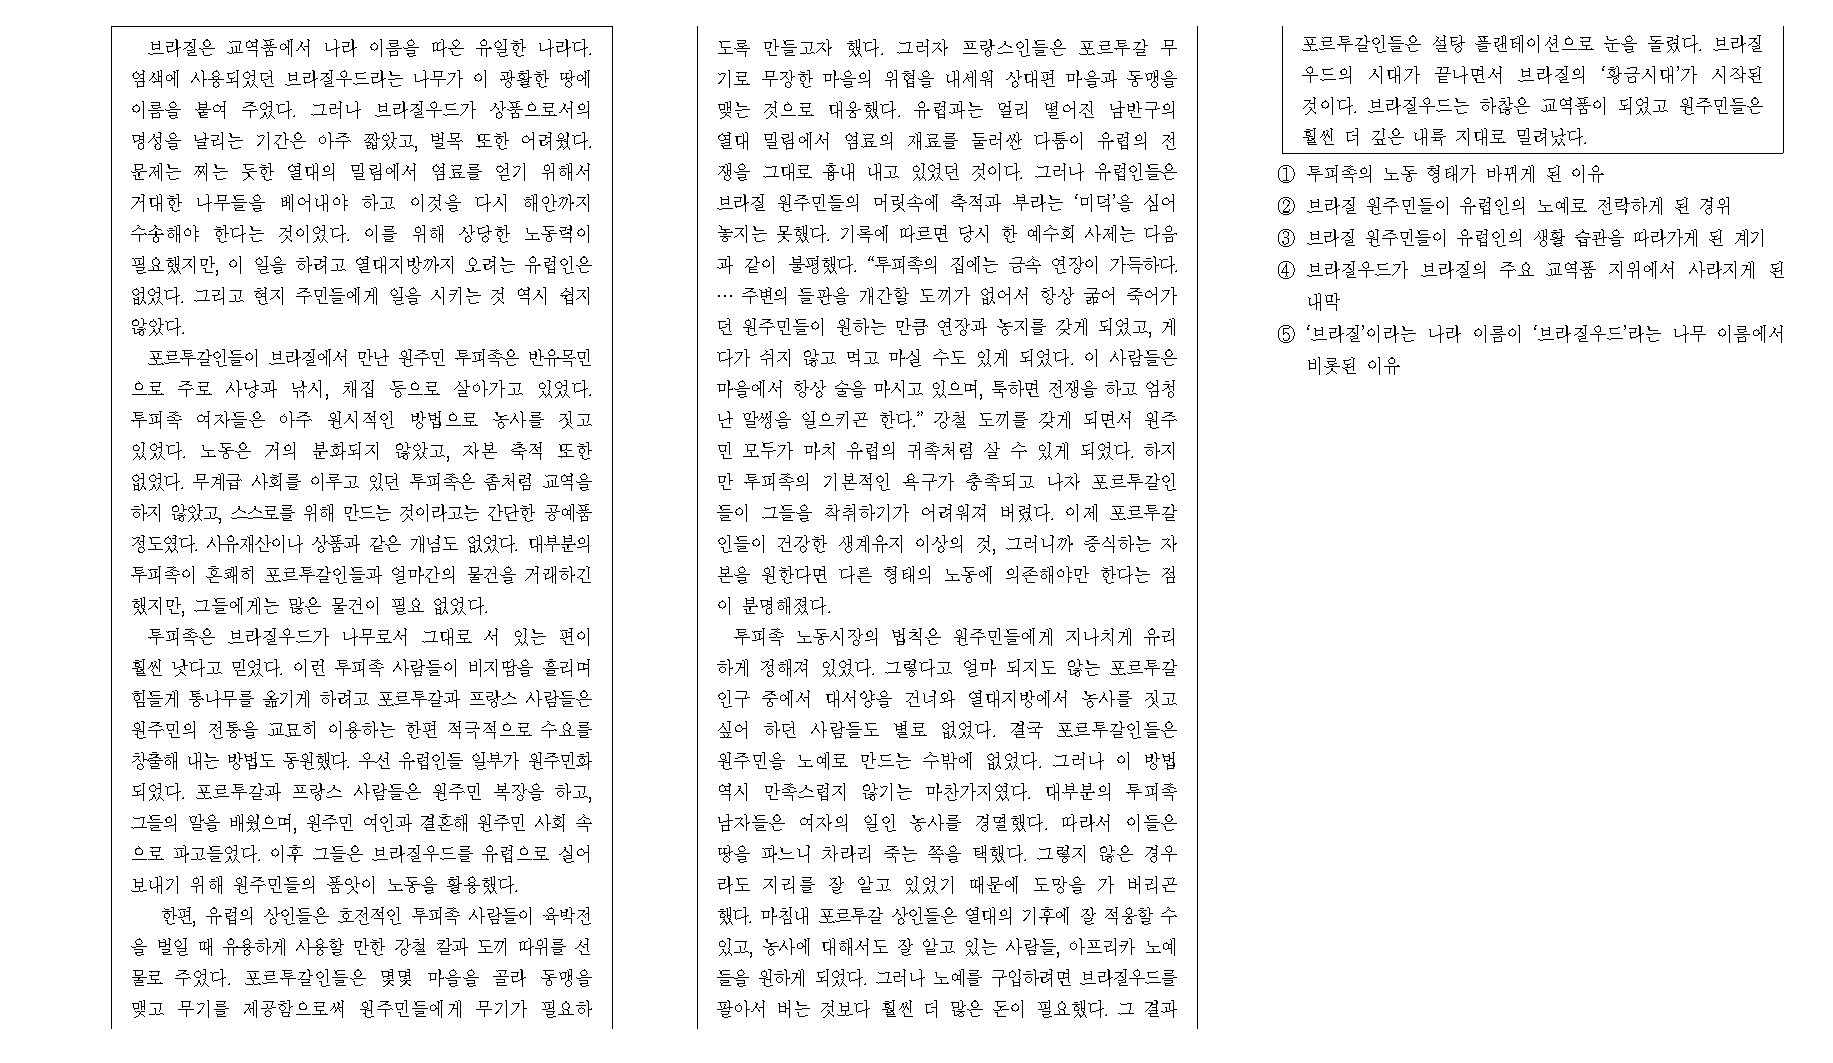 브라질은 교역품에서 나라 이름을 따온 유일한 나라다.
염색에 사용되었던 브라질우드라는 나무가 이 광활한 땅에
이름을 붙여 주었다. 그러나 브라질우드가 상품으로서의
명성을 날리는 기간은 아주 짧았고, 벌목 또한 어려웠다.
문제는 찌는 듯한 열대의 밀림에서 염료를 얻기 위해서
거대한 나무들을 베어내야 하고 이것을 다시 해안까지
수송해야 한다는 것이었다. 이를 위해 상당한 노동력이
필요했지만, 이 일을 하려고 열대지방까지 오려는 유럽인은
없었다. 그리고 현지 주민들에게 일을 시키는 것 역시 쉽지
않았다.
포르투갈인들이 브라질에서 만난 원주민 투피족은 반유목민
으로 주로 사냥과 낚시, 채집 등으로 살아가고 있었다.
투피족 여자들은 아주 원시적인 방법으로 농사를 짓고
있었다. 노동은 거의 분화되지 않았고, 자본 축적 또한
없었다. 무계급 사회를 이루고 있던 투피족은 좀처럼 교역을
하지 않았고, 스스로를 위해 만드는 것이라고는 간단한 공예품
정도였다. 사유재산이나 상품과 같은 개념도 없었다. 대부분의
투피족이 흔쾌히 포르투갈인들과 얼마간의 물건을 거래하긴
했지만, 그들에게는 많은 물건이 필요 없었다.
투피족은 브라질우드가 나무로서 그대로 서 있는 편이
훨씬 낫다고 믿었다. 이런 투피족 사람들이 비지땀을 흘리며
힘들게 통나무를 옮기게 하려고 포르투갈과 프랑스 사람들은
원주민의 전통을 교묘히 이용하는 한편 적극적으로 수요를
창출해 내는 방법도 동원했다. 우선 유럽인들 일부가 원주민화
되었다. 포르투갈과 프랑스 사람들은 원주민 복장을 하고,
그들의 말을 배웠으며, 원주민 여인과 결혼해 원주민 사회 속
으로 파고들었다. 이후 그들은 브라질우드를 유럽으로 실어
보내기 위해 원주민들의 품앗이 노동을 활용했다.
한편, 유럽의 상인들은 호전적인 투피족 사람들이 육박전
을 벌일 때 유용하게 사용할 만한 강철 칼과 도끼 따위를 선
물로 주었다. 포르투갈인들은 몇몇 마을을 골라 동맹을
맺고 무기를 제공함으로써 원주민들에게 무기가 필요하
도록 만들고자 했다. 그러자 프랑스인들은 포르투갈 무
기로 무장한 마을의 위협을 내세워 상대편 마을과 동맹을
맺는 것으로 대응했다. 유럽과는 멀리 떨어진 남반구의
열대 밀림에서 염료의 재료를 둘러싼 다툼이 유럽의 전
쟁을 그대로 흉내 내고 있었던 것이다. 그러나 유럽인들은
브라질 원주민들의 머릿속에 축적과 부라는 ‘미덕’을 심어
놓지는 못했다. 기록에 따르면 당시 한 예수회 사제는 다음
과 같이 불평했다. “투피족의 집에는 금속 연장이 가득하다.
… 주변의 들판을 개간할 도끼가 없어서 항상 굶어 죽어가
던 원주민들이 원하는 만큼 연장과 농지를 갖게 되었고, 게
다가 쉬지 않고 먹고 마실 수도 있게 되었다. 이 사람들은
마을에서 항상 술을 마시고 있으며, 툭하면 전쟁을 하고 엄청
난 말썽을 일으키곤 한다.” 강철 도끼를 갖게 되면서 원주
민 모두가 마치 유럽의 귀족처럼 살 수 있게 되었다. 하지
만 투피족의 기본적인 욕구가 충족되고 나자 포르투갈인
들이 그들을 착취하기가 어려워져 버렸다. 이제 포르투갈
인들이 건강한 생계유지 이상의 것, 그러니까 증식하는 자
본을 원한다면 다른 형태의 노동에 의존해야만 한다는 점
이 분명해졌다.
투피족 노동시장의 법칙은 원주민들에게 지나치게 유리
하게 정해져 있었다. 그렇다고 얼마 되지도 않는 포르투갈
인구 중에서 대서양을 건너와 열대지방에서 농사를 짓고
싶어 하던 사람들도 별로 없었다. 결국 포르투갈인들은
원주민을 노예로 만드는 수밖에 없었다. 그러나 이 방법
역시 만족스럽지 않기는 마찬가지였다. 대부분의 투피족
남자들은 여자의 일인 농사를 경멸했다. 따라서 이들은
땅을 파느니 차라리 죽는 쪽을 택했다. 그렇지 않은 경우
라도 지리를 잘 알고 있었기 때문에 도망을 가 버리곤
했다. 마침내 포르투갈 상인들은 열대의 기후에 잘 적응할 수
있고, 농사에 대해서도 잘 알고 있는 사람들, 아프리카 노예
들을 원하게 되었다. 그러나 노예를 구입하려면 브라질우드를
팔아서 버는 것보다 훨씬 더 많은 돈이 필요했다. 그 결과
포르투갈인들은 설탕 플랜테이션으로 눈을 돌렸다. 브라질
우드의 시대가 끝나면서 브라질의 ‘황금시대’가 시작된
것이다. 브라질우드는 하찮은 교역품이 되었고 원주민들은
훨씬 더 깊은 내륙 지대로 밀려났다.
① 투피족의 노동 형태가 바뀌게 된 이유
② 브라질 원주민들이 유럽인의 노예로 전락하게 된 경위
③ 브라질 원주민들이 유럽인의 생활 습관을 따라가게 된 계기
④ 브라질우드가 브라질의 주요 교역품 지위에서 사라지게 된
내막
⑤ ‘브라질’이라는 나라 이름이 ‘브라질우드’라는 나무 이름에서
비롯된 이유